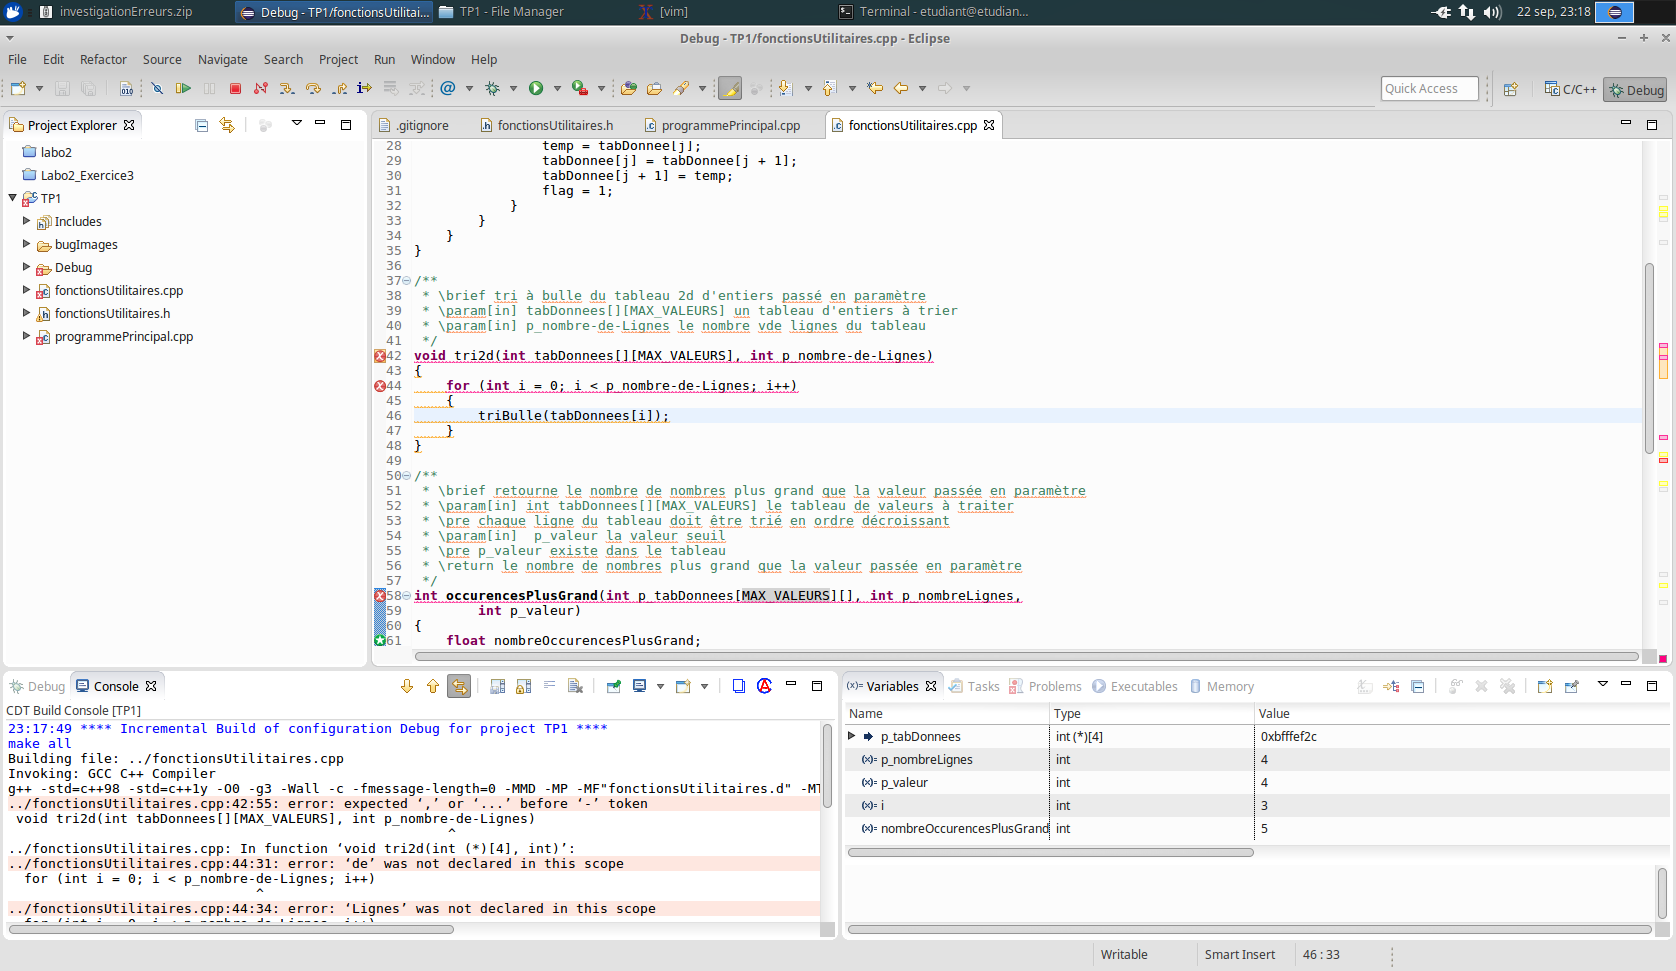 investigationErreurs.zip
Debug - TP1/fonctionsUtilitai...
TP1 - File Manager
[vim]
Terminal - etudiant@etudian...
22 sep, 23:18
Debug - TP1/fonctionsUtilitaires.cpp - Eclipse
File Edit Refactor Source Navigate Search Project Run Window Help
Quick Access
C/C++
Debug
Project Explorer
labo2
Labo2_Exercice3
TP1
Includes
bugImages
Debug
fonctionsUtilitaires.cpp
fonctionsUtilitaires.h
programmePrincipal.cpp
.gitignore
fonctionsUtilitaires.h
programmePrincipal.cpp
fonctionsUtilitaires.cpp
28 temp = tabDonnee[j];
29 tabDonnee[j] = tabDonnee[j + 1];
30 tabDonnee[j + 1] = temp;
31 flag = 1;
32 }
33 }
34 }
35 }
36
37 /**
38 * \brief tri à bulle du tableau 2d d'entiers passé en paramètre
39 * \param[in] tabDonnees[][MAX_VALEURS] un tableau d'entiers à trier
40 * \param[in] p_nombre-de-Lignes le nombre vde lignes du tableau
41 */
42 void tri2d(int tabDonnees[][MAX_VALEURS], int p_nombre-de-Lignes)
43 {
44 for (int i = 0; i < p_nombre-de-Lignes; i++)
45 {
46 triBulle(tabDonnees[i]);
47 }
48 }
49
50 /**
51 * \brief retourne le nombre de nombres plus grand que la valeur passée en paramètre
52 * \param[in] int tabDonnees[][MAX_VALEURS] le tableau de valeurs à traiter
53 * \pre chaque ligne du tableau doit être trié en ordre décroissant
54 * \param[in]  p_valeur la valeur seuil
55 * \pre p_valeur existe dans le tableau
56 * \return le nombre de nombres plus grand que la valeur passée en paramètre
57 */
58 int occurencesPlusGrand(int p_tabDonnees[MAX_VALEURS][], int p_nombreLignes,
59 int p_valeur)
60 {
61 float nombreOccurencesPlusGrand;
Debug
Console
CDT Build Console [TP1]
23:17:49 **** Incremental Build of configuration Debug for project TP1 ****
make all
Building file: ../fonctionsUtilitaires.cpp
Invoking: GCC C++ Compiler
g++ -std=c++98 -std=c++1y -O0 -g3 -Wall -c -fmessage-length=0 -MMD -MP -MF"fonctionsUtilitaires.d" -MT
../fonctionsUtilitaires.cpp:42:55: error: expected ‘,’ or ‘...’ before ‘-’ token
void tri2d(int tabDonnees[][MAX_VALEURS], int p_nombre-de-Lignes)
^
../fonctionsUtilitaires.cpp: In function ‘void tri2d(int (*)[4], int)’:
../fonctionsUtilitaires.cpp:44:31: error: ‘de’ was not declared in this scope
for (int i = 0; i < p_nombre-de-Lignes; i++)
^
../fonctionsUtilitaires.cpp:44:34: error: ‘Lignes’ was not declared in this scope
for (int i = 0; i < p_nombre-de-Lignes; i++)
Variables
Tasks
Problems
Executables
Memory
Name Type Value
p_tabDonnees int (*)[4] 0xbfffef2c
p_nombreLignes int 4
p_valeur int 4
i int 3
nombreOccurencesPlusGrand int 5
Writable
Smart Insert
46 : 33